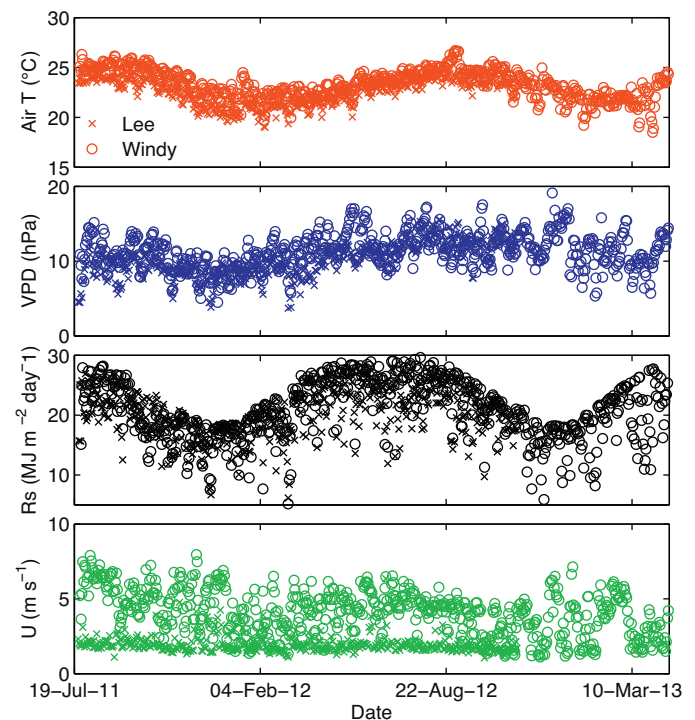 30
25
20
15
Air T (°C)
× Lee
○ Windy
20
10
0
VPD (hPa)
30
20
10
Rs (MJ m−2 day−1)
10
5
0
U (m s−1)
19−Jul−11 04−Feb−12 22−Aug−12 10−Mar−13
Date